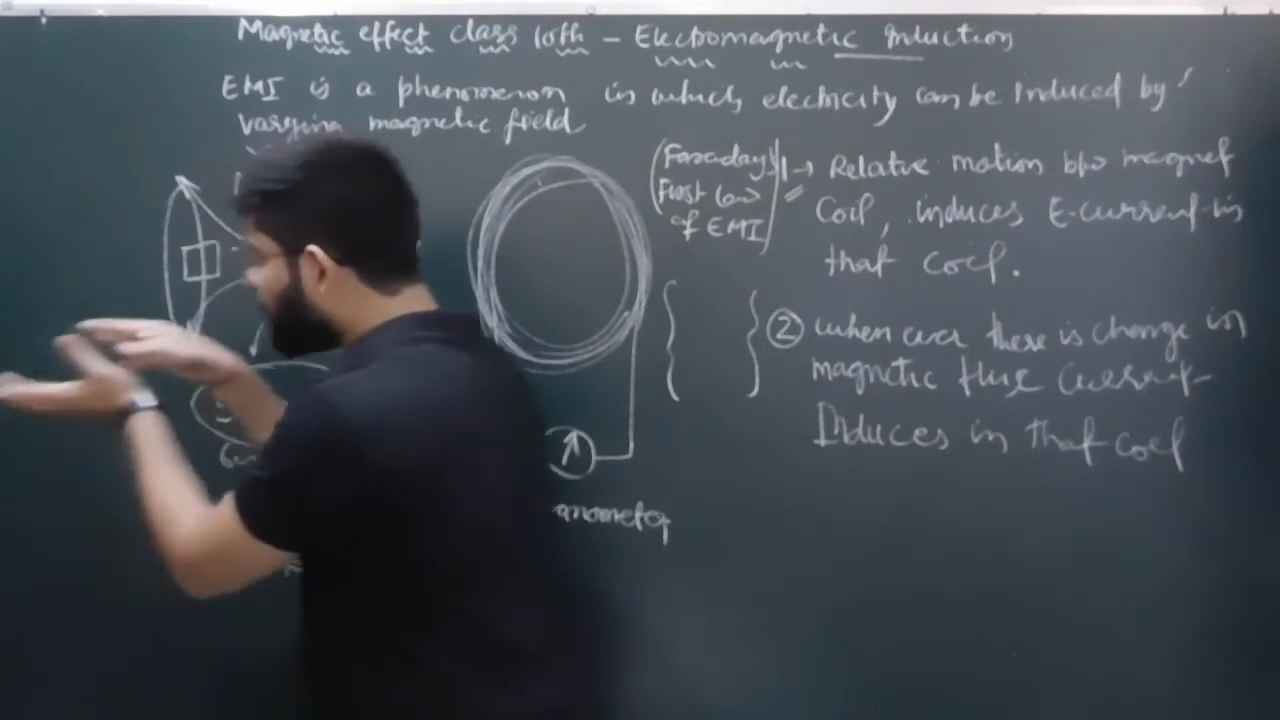 Magnetic effect class 10th - Electromagnetic Induction
EMI is a phenomenon in which electricity can be Induced by
varying magnetic field
(Faraday's
First law
of EMI)
1 → Relative motion b/w magnet
Coil, induces E-current in
that coil.
② when ever there is change in
magnetic flux Current
Induces in that coil